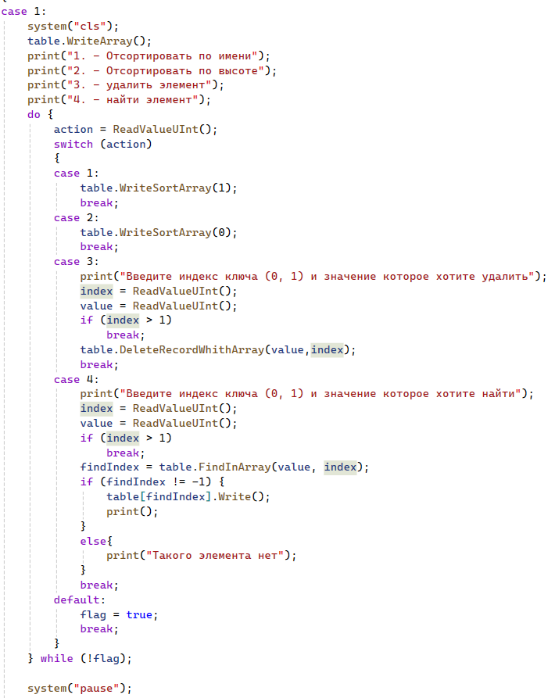 case 1:
system("cls");
table.WriteArray();
print("1. - Отсортировать по имени");
print("2. - Отсортировать по высоте");
print("3. - удалить элемент");
print("4. - найти элемент");
do {
action = ReadValueUInt();
switch (action)
{
case 1:
table.WriteSortArray(1);
break;
case 2:
table.WriteSortArray(0);
break;
case 3:
print("Введите индекс ключа (0, 1) и значение которое хотите удалить");
index = ReadValueUInt();
value = ReadValueUInt();
if (index > 1)
break;
table.DeleteRecordWhithArray(value,index);
break;
case 4:
print("Введите индекс ключа (0, 1) и значение которое хотите найти");
index = ReadValueUInt();
value = ReadValueUInt();
if (index > 1)
break;
findIndex = table.FindInArray(value, index);
if (findIndex != -1) {
table[findIndex].Write();
print();
}
else{
print("Такого элемента нет");
}
break;
default:
flag = true;
break;
}
} while (!flag);
system("pause");